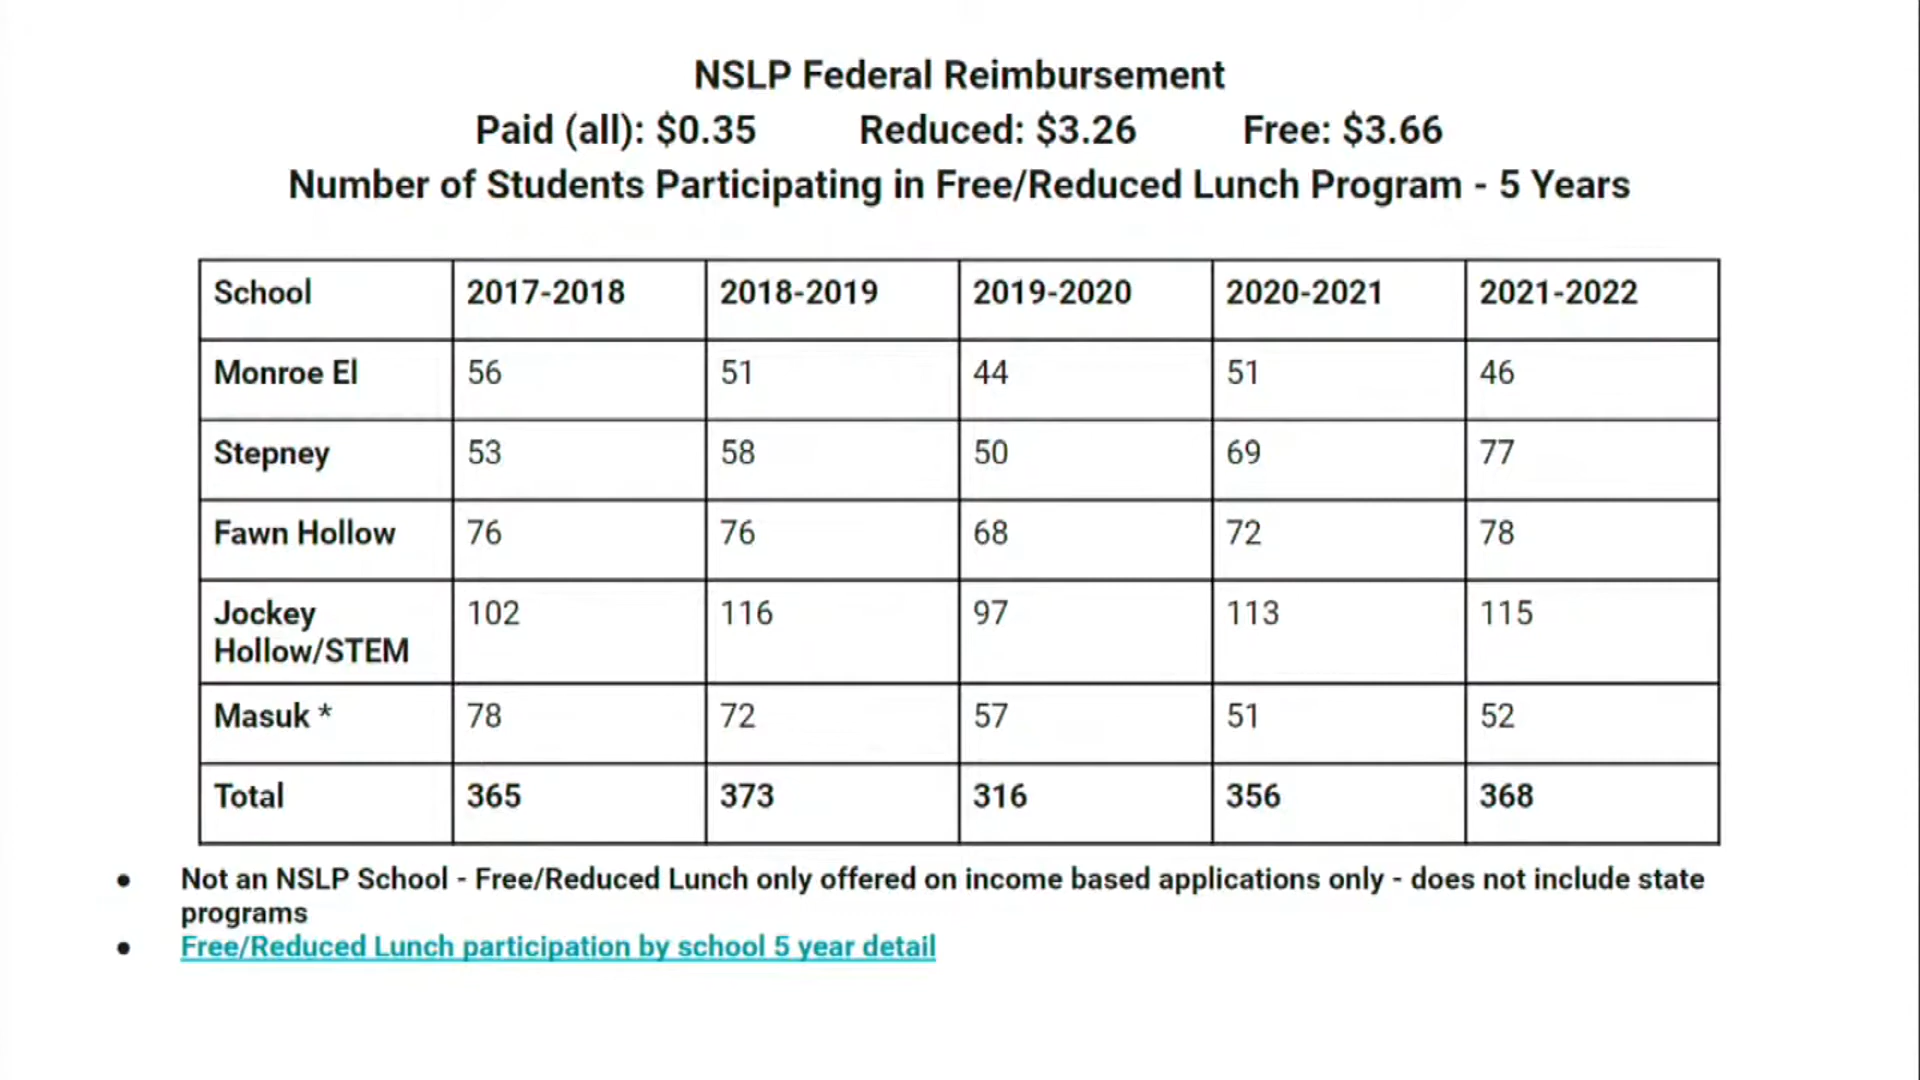 NSLP Federal Reimbursement
Paid (all): $0.35 Reduced: $3.26 Free: $3.66
Number of Students Participating in Free/Reduced Lunch Program - 5 Years
School 2017-2018 2018-2019 2019-2020 2020-2021 2021-2022
Monroe El 56 51 44 51 46
Stepney 53 58 50 69 77
Fawn Hollow 76 76 68 72 78
Jockey 102 116 97 113 115
Hollow/STEM
Masuk * 78 72 57 51 52
Total 365 373 316 356 368
● Not an NSLP School - Free/Reduced Lunch only offered on income based applications only - does not include state
programs
● Free/Reduced Lunch participation by school 5 year detail